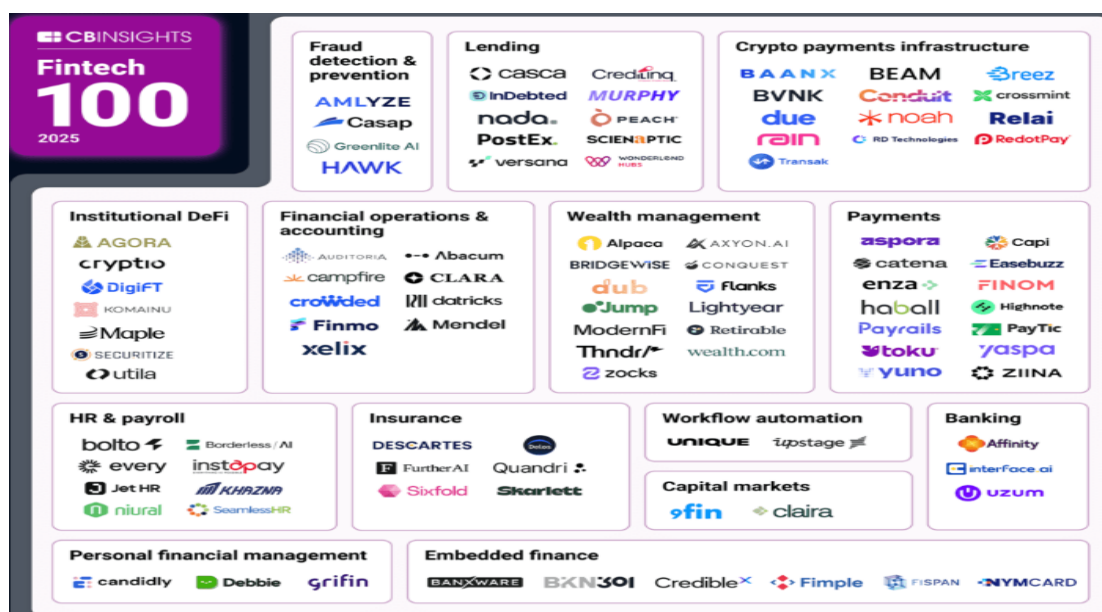 CBINSIGHTS
Fintech
100
2025
Fraud
detection &
prevention
AMLYZE
Casap
Greenlite AI
HAWK
Lending
casca CrediLinq
InDebted MURPHY
nada. PEACH
PostEx. SCIENAPTIC
versana WONDERLEND HUBS
Crypto payments infrastructure
BAANX BEAM Breez
BVNK Conduit crossmint
due noah Relai
rain RD Technologies RedotPay
Transak
Institutional DeFi
AGORA
cryptio
DigiFT
KOMAINU
Maple
SECURITIZE
utila
Financial operations &
accounting
AUDITORIA Abacum
campfire CLARA
crowded datricks
Finmo Mendel
xelix
Wealth management
Alpaca AXYON.AI
BRIDGEWISE CONQUEST
dub flanks
Jump Lightyear
ModernFi Retirable
Thndr/ wealth.com
zocks
Payments
aspora Capi
catena Easebuzz
enza FINOM
haball Highnote
Payrails PayTic
toku yaspa
yuno ZIINA
HR & payroll
bolto Borderless AI
every instapay
Jet HR KHAZNA
niural SeamlessHR
Insurance
DESCARTES Delos
FurtherAI Quandri
Sixfold Skarlett
Workflow automation
UNIQUE upstage
Capital markets
9fin claira
Banking
Affinity
interface.ai
uzum
Personal financial management
candidly Debbie grifin
Embedded finance
BANXWARE BKN301 CredibleX Fimple FISPAN NYMCARD